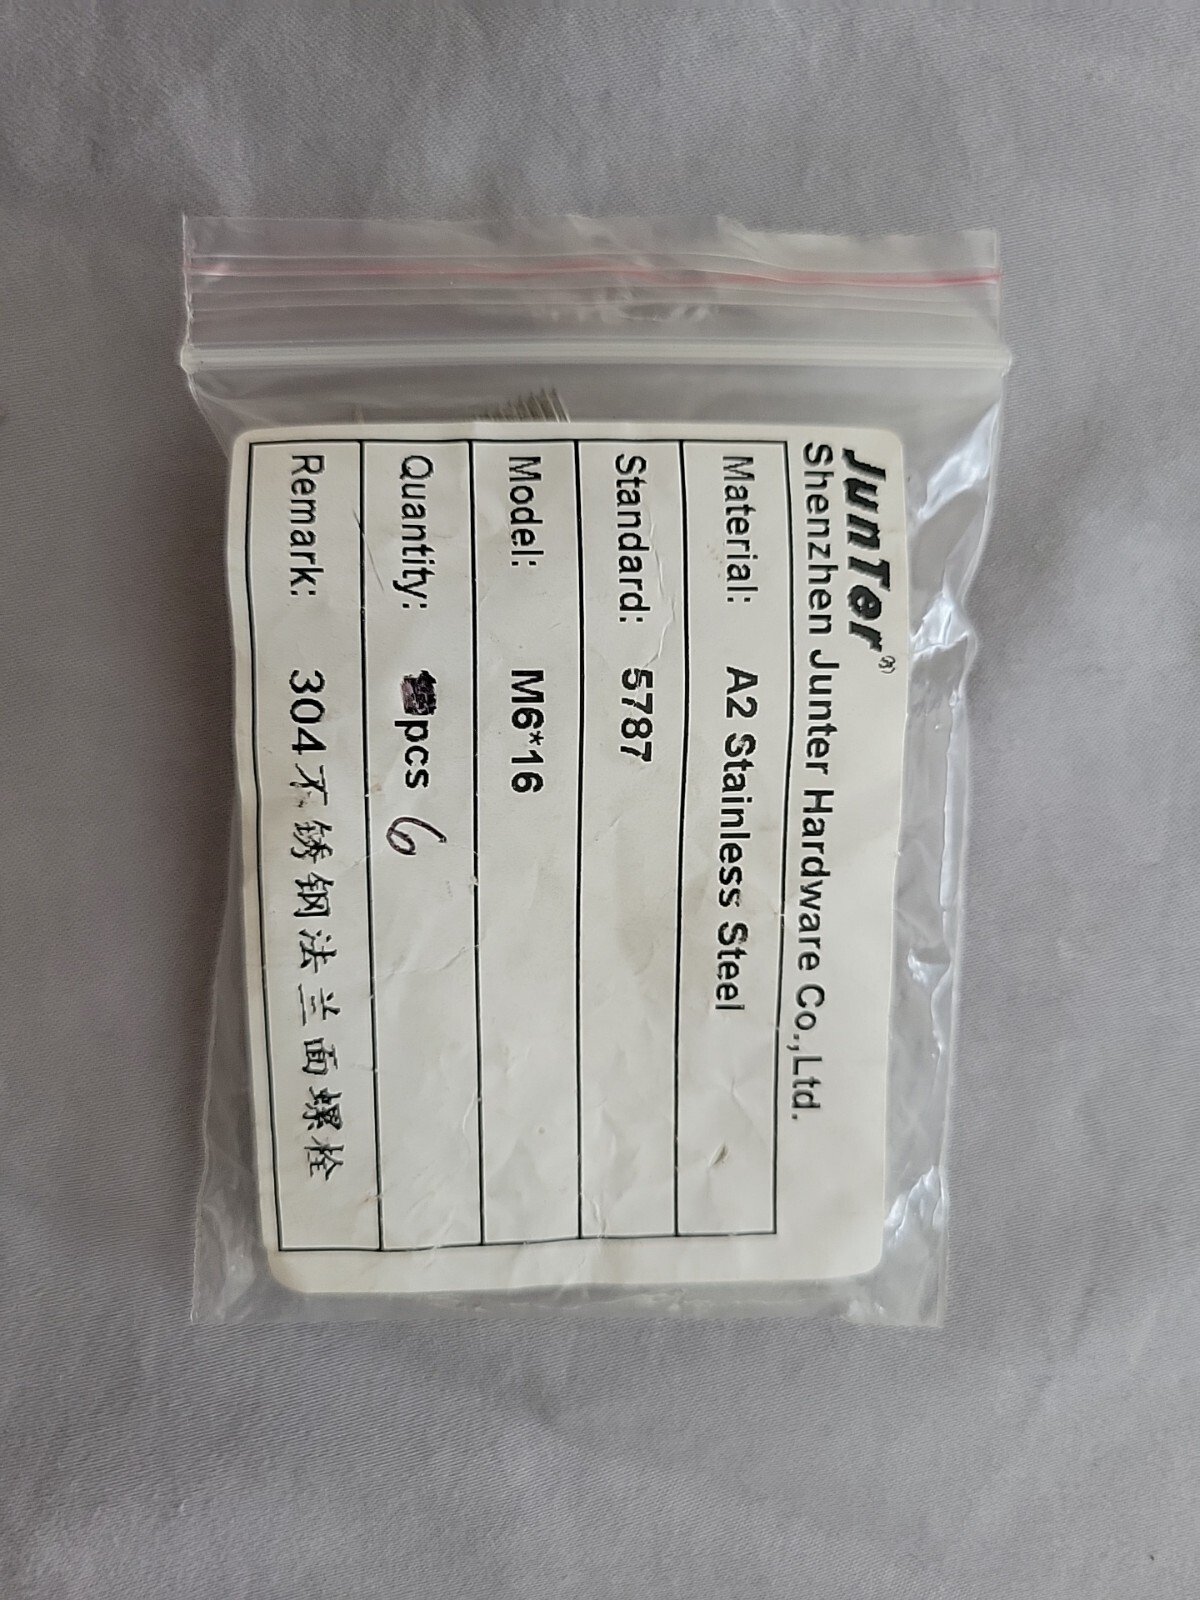 JunTer®
Shenzhen Junter Hardware Co.,Ltd.
Material: A2 Stainless Steel
Standard: 5787
Model: M6*16
Quantity: pcs 6
Remark: 304不锈钢法兰面螺栓